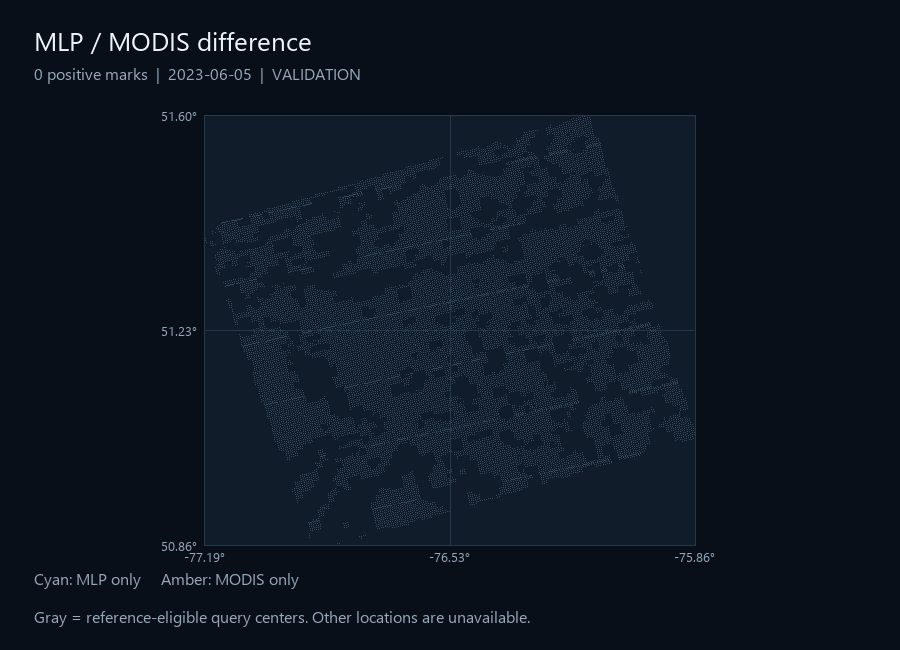 MLP / MODIS difference
0 positive marks | 2023-06-05 | VALIDATION
51.60°
51.23°
50.86°
-77.19° -76.53° -75.86°
Cyan: MLP only Amber: MODIS only
Gray = reference-eligible query centers. Other locations are unavailable.